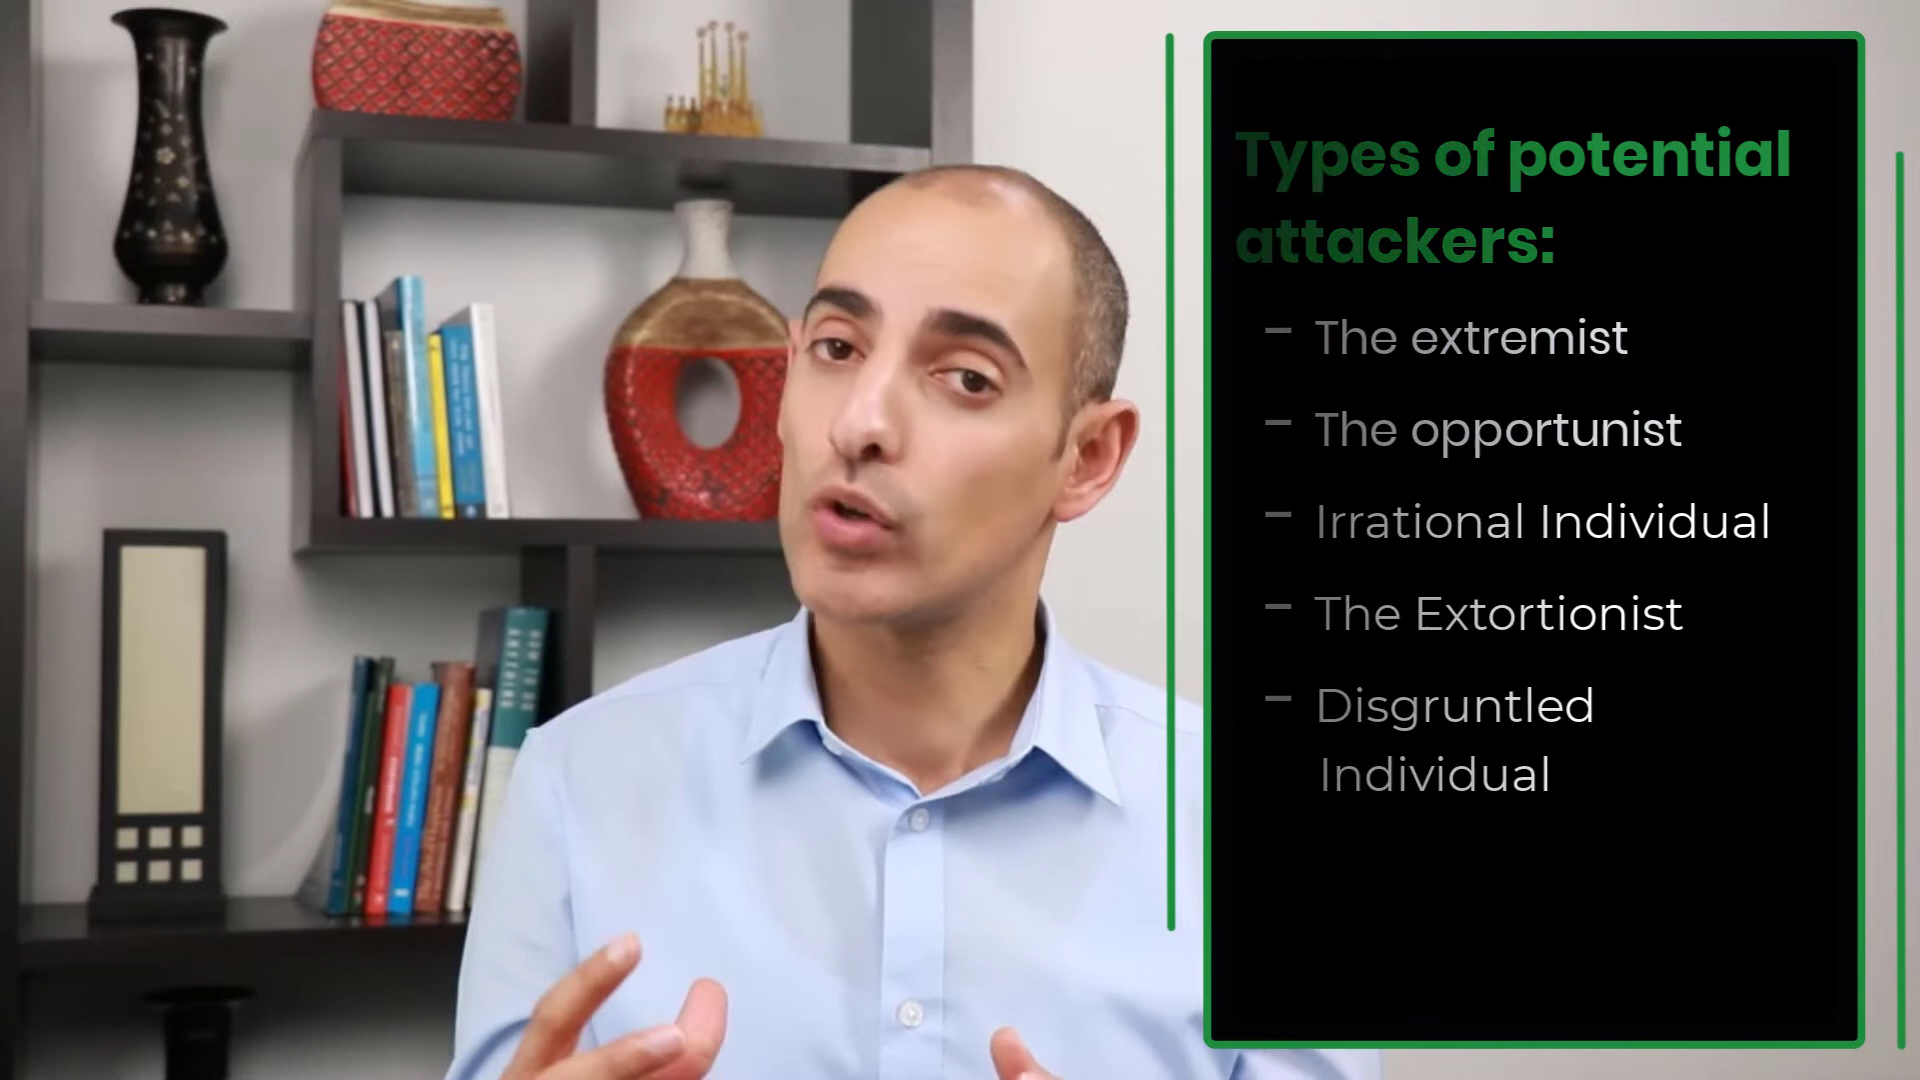 Types of potential
attackers:
– The extremist
– The opportunist
– Irrational Individual
– The Extortionist
– Disgruntled
Individual